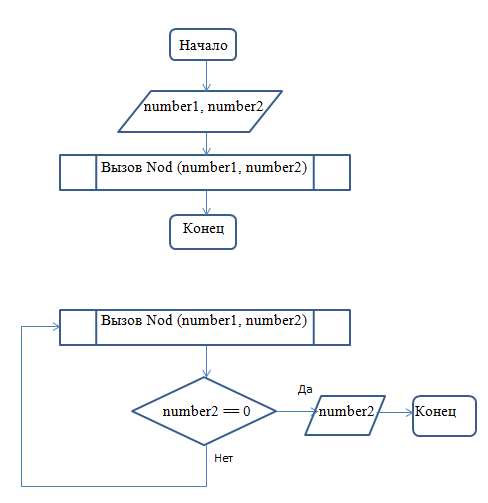 Начало
number1, number2
Вызов Nod (number1, number2)
Конец
Вызов Nod (number1, number2)
number2 == 0
Да
number2
Конец
Нет